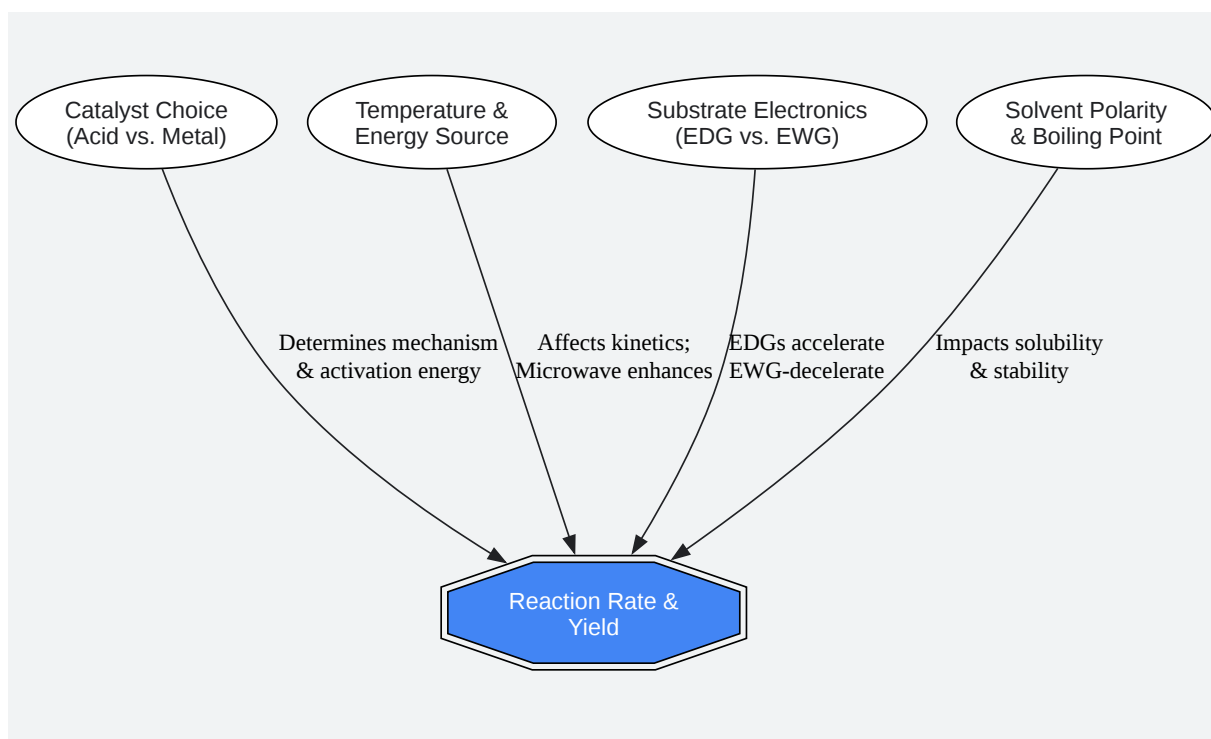 Catalyst Choice
(Acid vs. Metal)
Temperature &
Energy Source
Substrate Electronics
(EDG vs. EWG)
Solvent Polarity
& Boiling Point
Determines mechanism
& activation energy
Affects kinetics;
Microwave enhances
EDGs accelerate
EWG-decelerate
Impacts solubility
& stability
Reaction Rate &
Yield